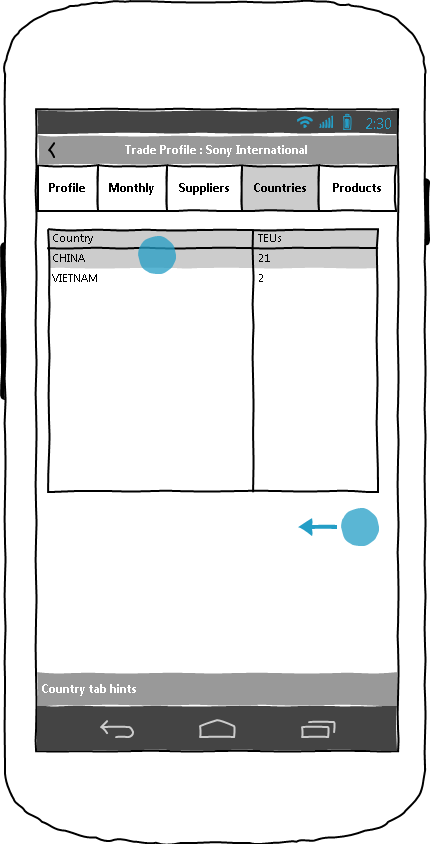 2:30
Trade Profile : Sony International
Profile Monthly Suppliers Countries Products
Country TEUs
CHINA 21
VIETNAM 2
Country tab hints